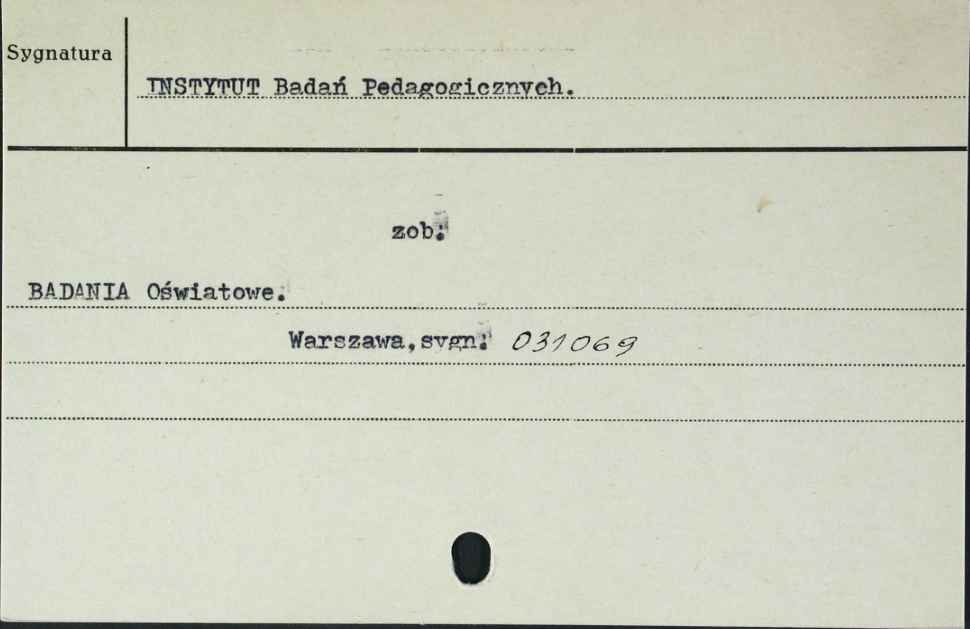 Sygnatura
INSTYTUT Badań Pedagogicznych.
zob:
BADANIA Oświatowe.
Warszawa,sygn: 031069